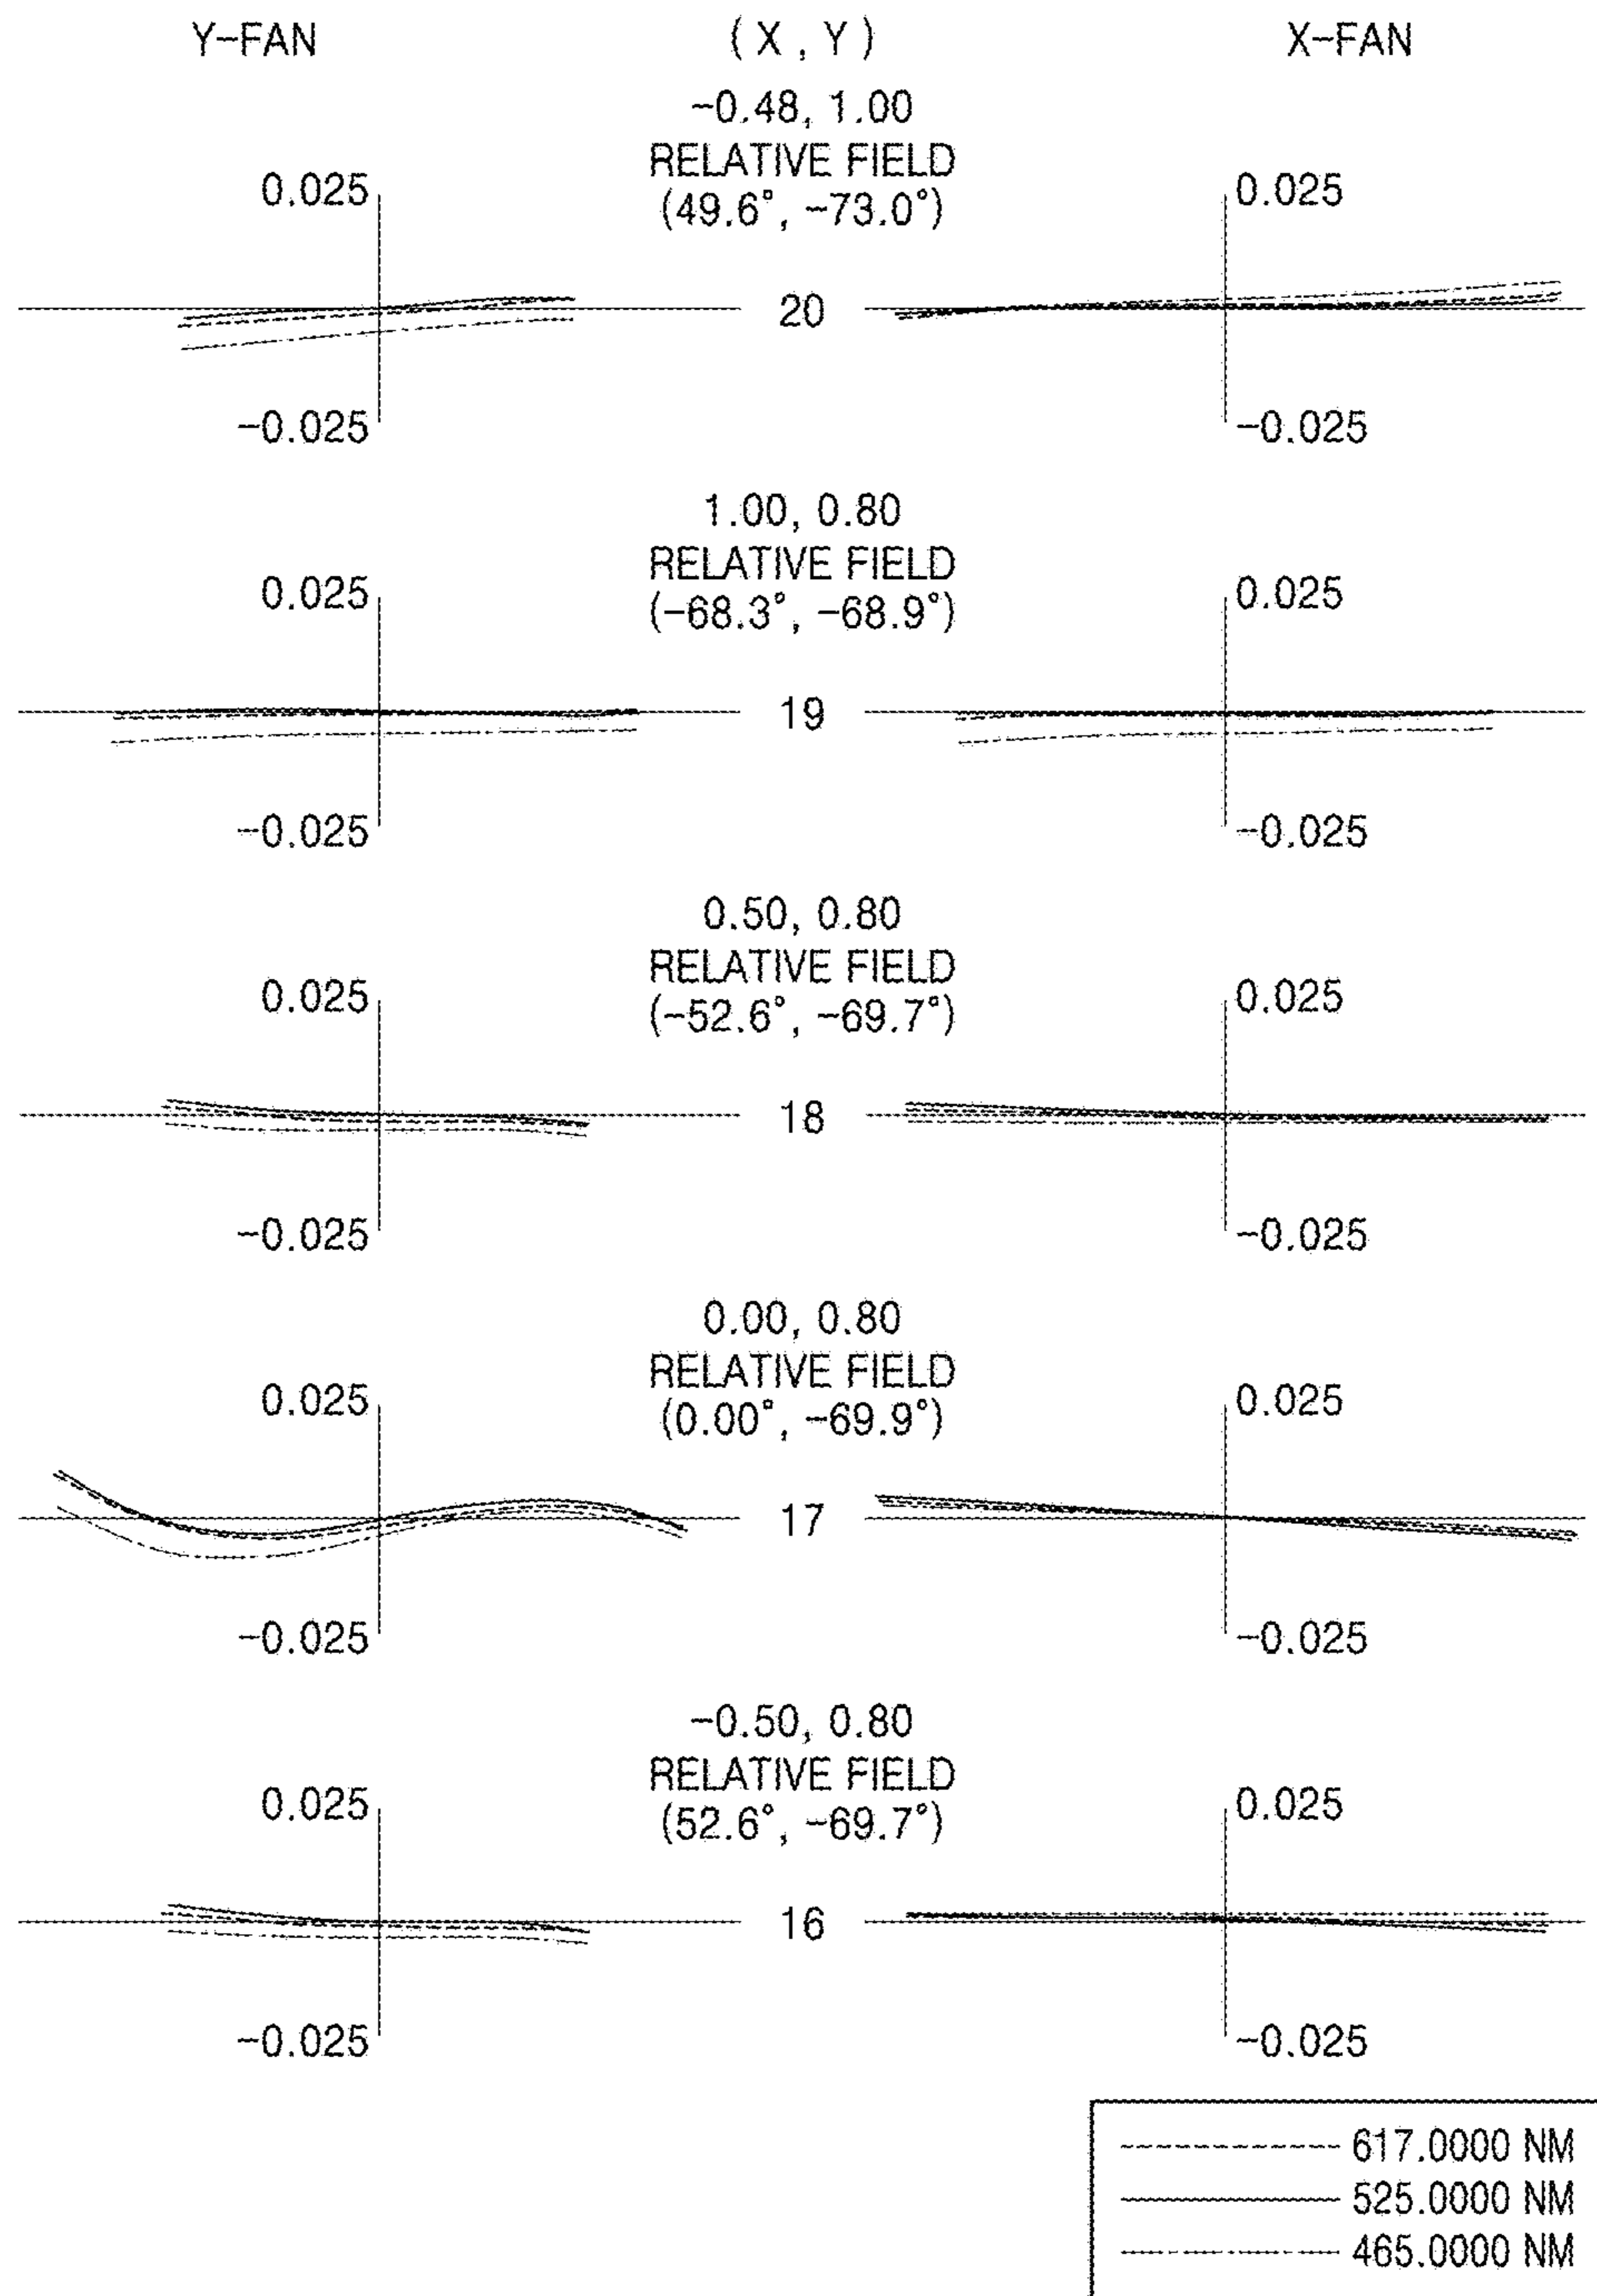 Y-FAN (X, Y) X-FAN
-0.48, 1.00
RELATIVE FIELD
(49.6°, -73.0°)
0.025 0.025
20
-0.025 -0.025
1.00, 0.80
RELATIVE FIELD
(-68.3°, -68.9°)
0.025 0.025
19
-0.025 -0.025
0.50, 0.80
RELATIVE FIELD
(-52.6°, -69.7°)
0.025 0.025
18
-0.025 -0.025
0.00, 0.80
RELATIVE FIELD
(0.00°, -69.9°)
0.025 0.025
17
-0.025 -0.025
-0.50, 0.80
RELATIVE FIELD
(52.6°, -69.7°)
0.025 0.025
16
-0.025 -0.025
617.0000 NM
525.0000 NM
465.0000 NM